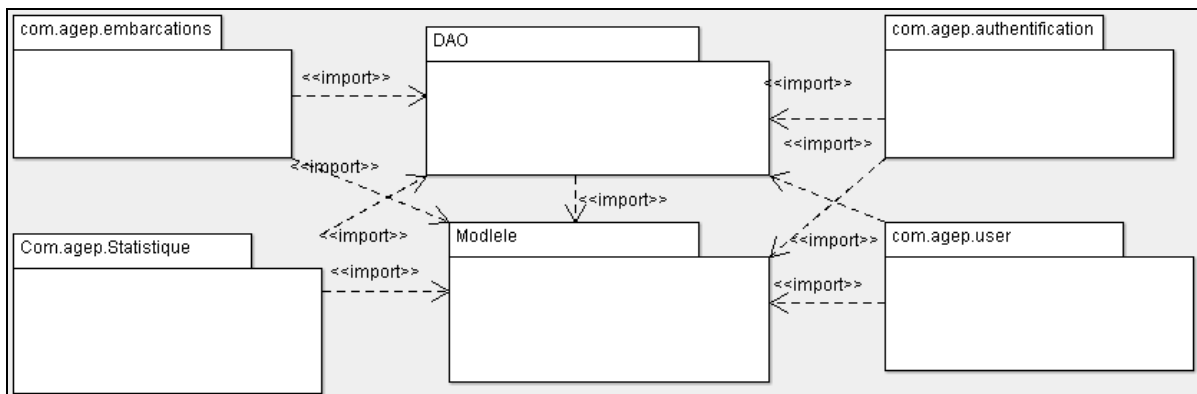 com.agep.embarcations
DAO
com.agep.authentification
<<import>>
<<import>>
<<import>>
<<import>>
<<import>>
<<import>>
<<import>>
<<import>>
<<import>>
Com.agep.Statistique
Modlele
com.agep.user